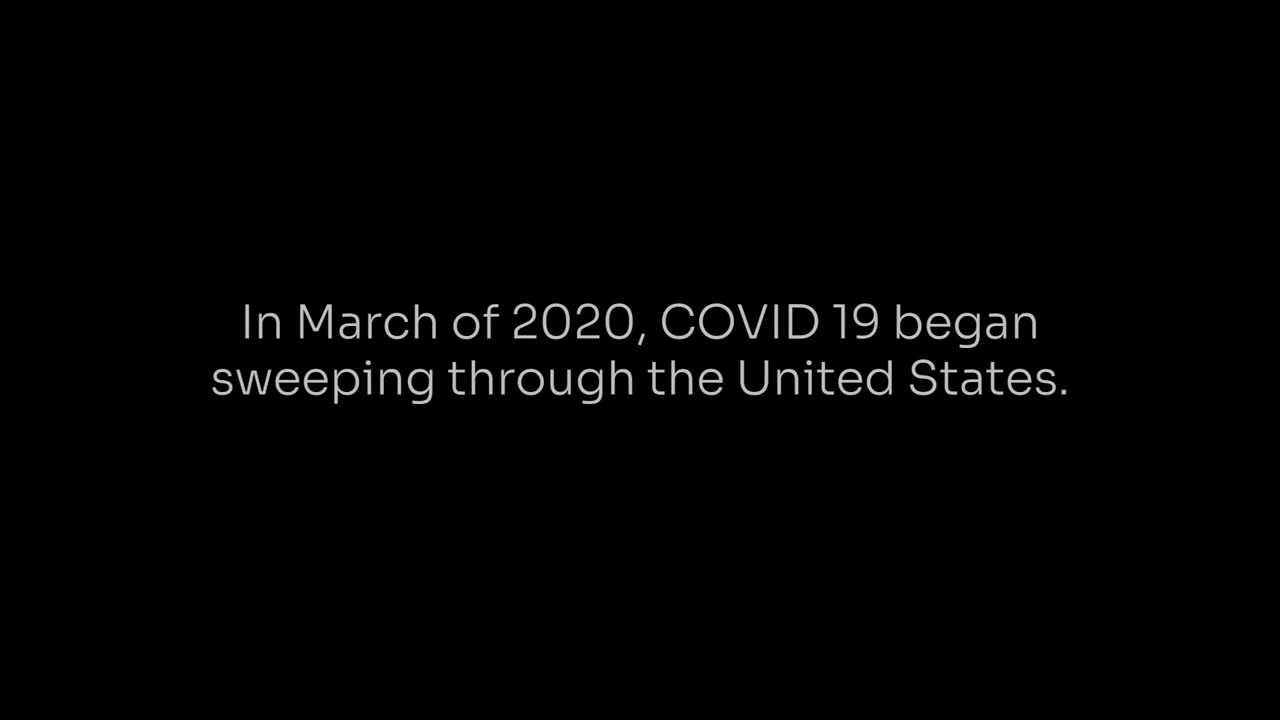 In March of 2020, COVID 19 began
sweeping through the United States.